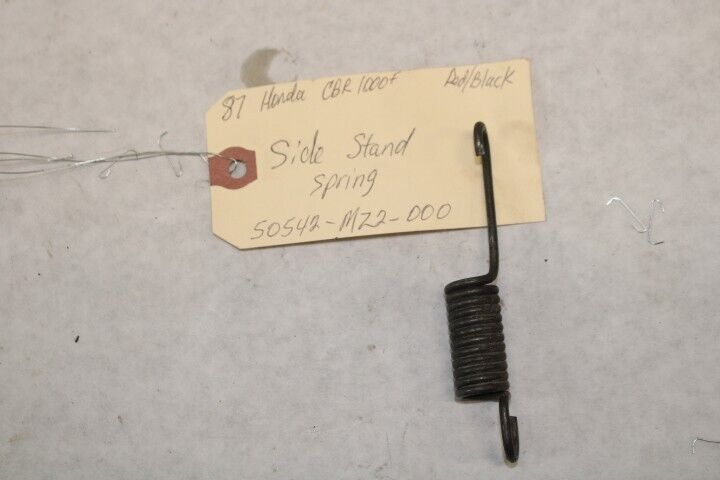 87 Honda CBR 1000f Red/Black
Side Stand
spring
50542-MZ2-000